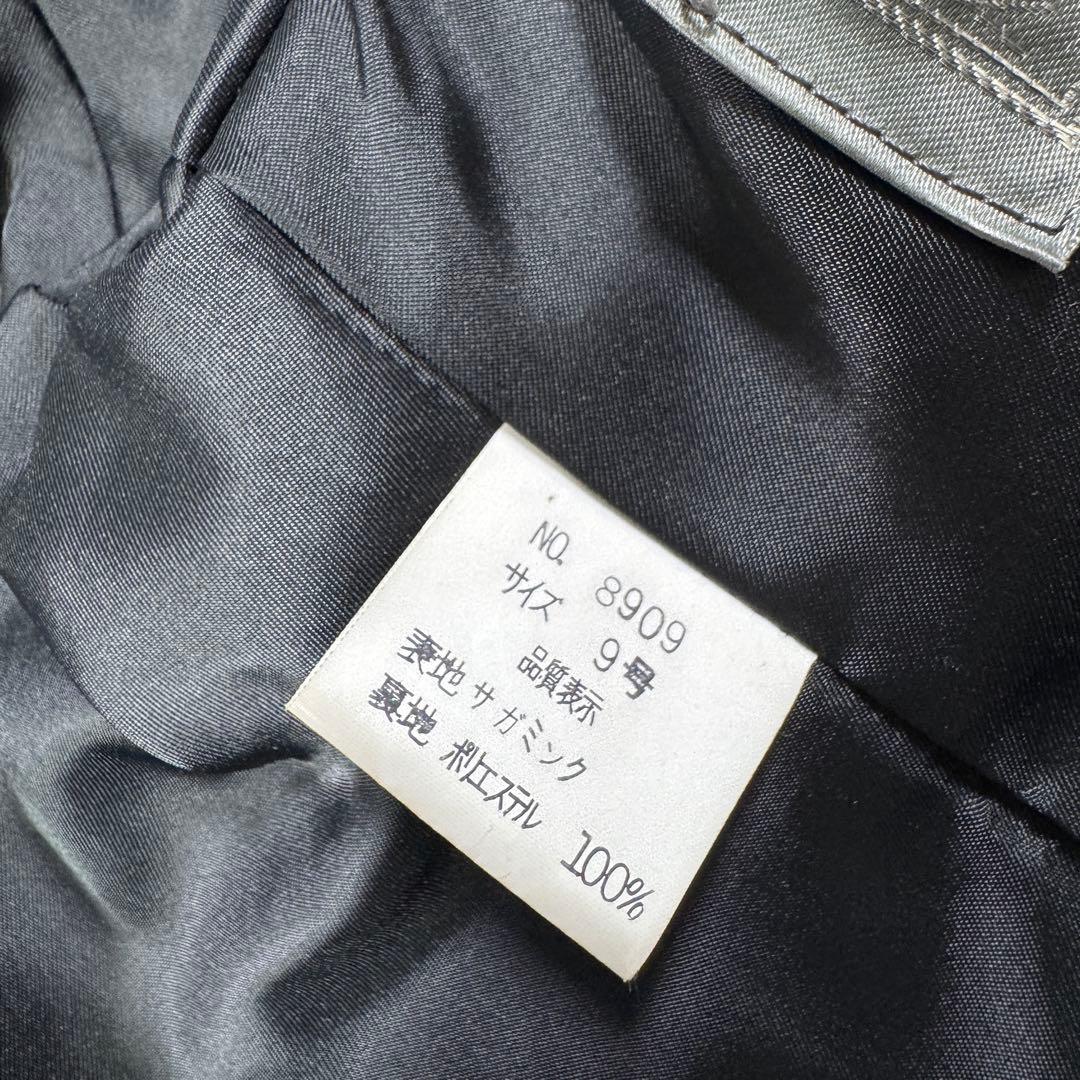 NO. 8909
サイズ 9号
品質表示
表地 サガミンク
裏地 ポリエステル 100%